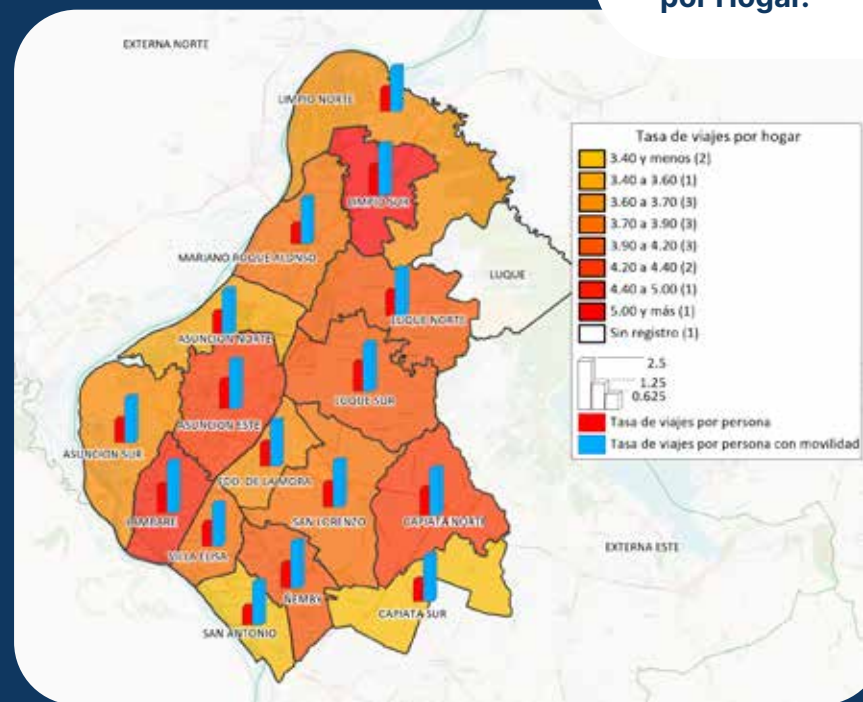 por Hogar.
EXTERNA NORTE
LIMPIO NORTE
LIMPIO SUR
MARIANO ROQUE ALONSO
LUQUE
LUQUE NORTE
ASUNCION NORTE
LUQUE SUR
ASUNCION ESTE
ASUNCION SUR
FDO. DE LA MORA
LAMBARE
SAN LORENZO
CAPIATA NORTE
VILLA ELISA
EXTERNA ESTE
ÑEMBY
CAPIATA SUR
SAN ANTONIO
Tasa de viajes por hogar
3.40 y menos (2)
3.40 a 3.60 (1)
3.60 a 3.70 (3)
3.70 a 3.90 (3)
3.90 a 4.20 (3)
4.20 a 4.40 (2)
4.40 a 5.00 (1)
5.00 y más (1)
Sin registro (1)
2.5
1.25
0.625
Tasa de viajes por persona
Tasa de viajes por persona con movilidad